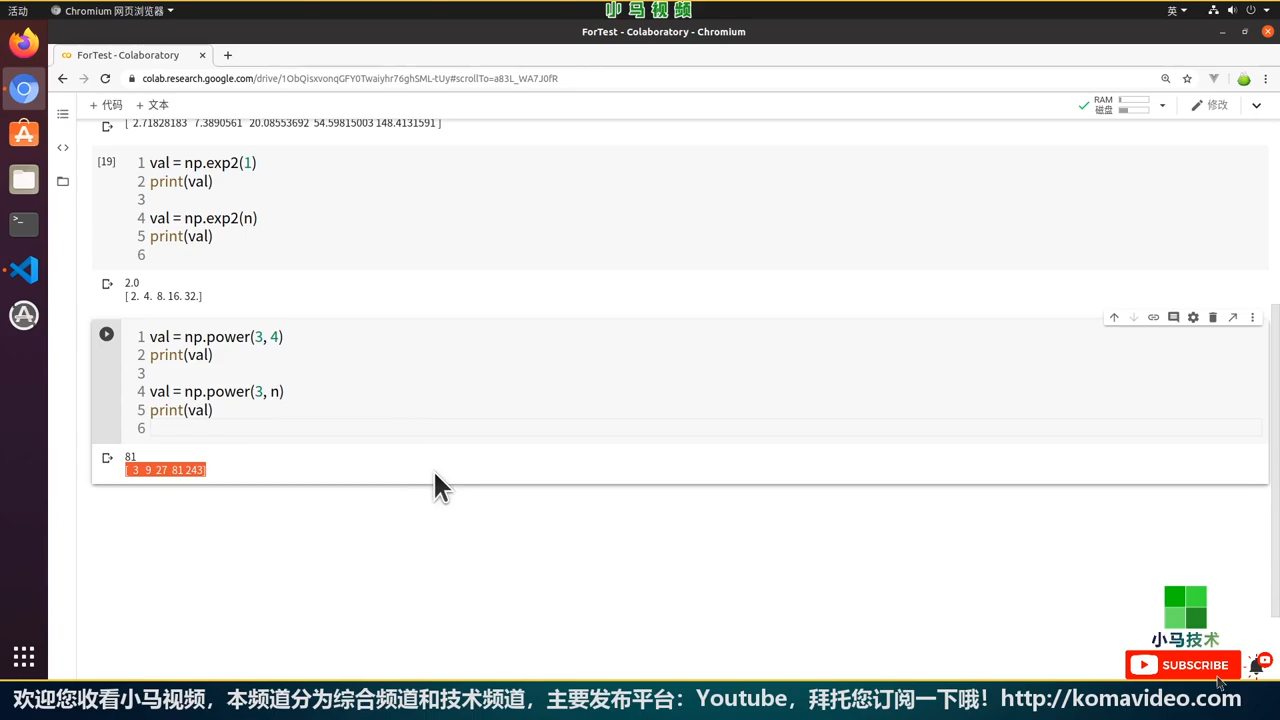 活动
Chromium 网页浏览器
小马视频
英
ForTest - Colaboratory - Chromium
ForTest - Colaboratory
colab.research.google.com/drive/1ObQisxvonqGFY0Twaiyhr76ghSML-tUy#scrollTo=a83L_WA7J0fR
+ 代码 + 文本
RAM
磁盘
修改
[ 2.71828183 7.3890561 20.08553692 54.59815003 148.4131591 ]
[19]
1 val = np.exp2(1)
2 print(val)
3
4 val = np.exp2(n)
5 print(val)
6
2.0
[ 2. 4. 8. 16. 32.]
1 val = np.power(3, 4)
2 print(val)
3
4 val = np.power(3, n)
5 print(val)
6
81
[ 3 9 27 81 243]
小马技术
SUBSCRIBE
欢迎您收看小马视频，本频道分为综合频道和技术频道，主要发布平台：Youtube，拜托您订阅一下哦！http://komavideo.com